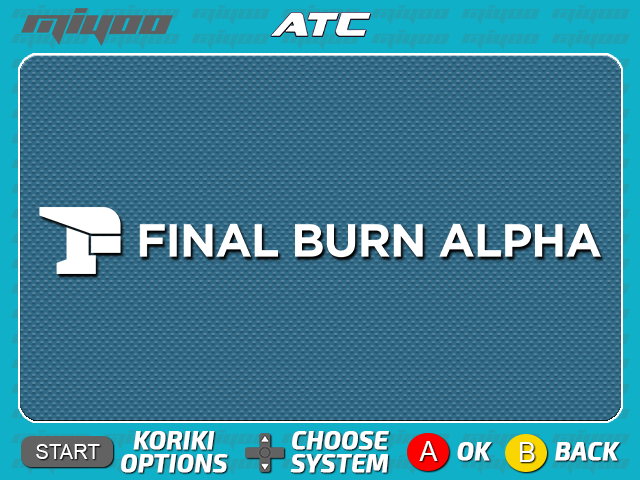 miyoo
ATC
FINAL BURN ALPHA
START
KORIKI
OPTIONS
CHOOSE
SYSTEM
A
OK
B
BACK